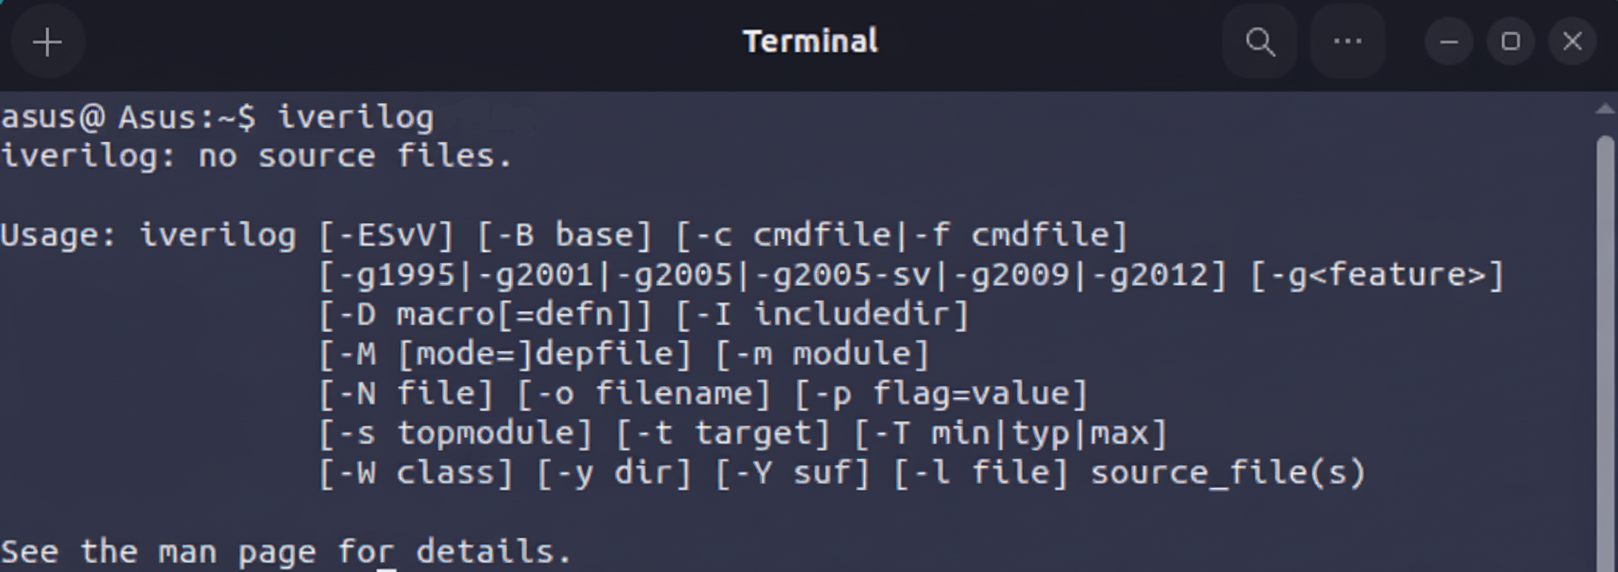 Terminal
asus@ Asus:~$ iverilog
iverilog: no source files.
Usage: iverilog [-ESvV] [-B base] [-c cmdfile|-f cmdfile]
[-g1995|-g2001|-g2005|-g2005-sv|-g2009|-g2012] [-g<feature>]
[-D macro[=defn]] [-I includedir]
[-M [mode=]depfile] [-m module]
[-N file] [-o filename] [-p flag=value]
[-s topmodule] [-t target] [-T min|typ|max]
[-W class] [-y dir] [-Y suf] [-l file] source_file(s)
See the man page for details.